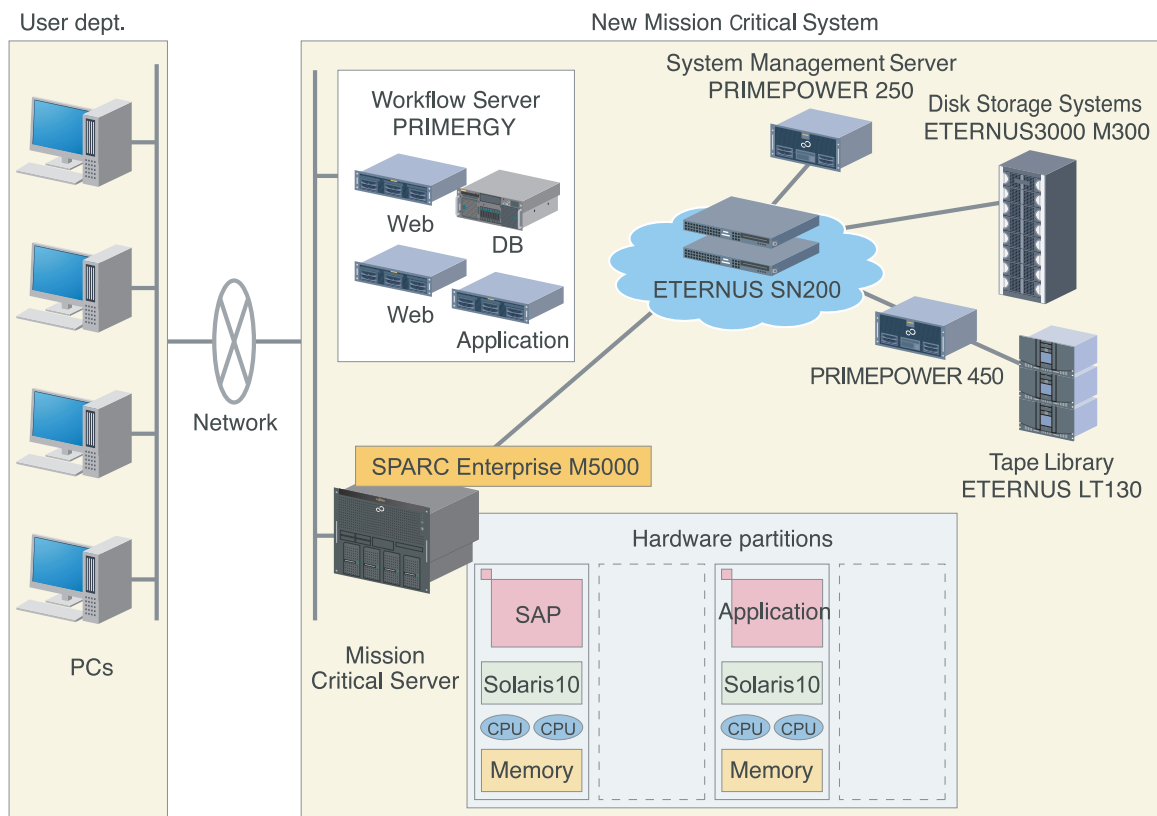 User dept.
New Mission Critical System
System Management Server
PRIMEPOWER 250
Disk Storage Systems
ETERNUS3000 M300
Workflow Server
PRIMERGY
Web
DB
Web
Application
ETERNUS SN200
PRIMEPOWER 450
Network
SPARC Enterprise M5000
Tape Library
ETERNUS LT130
Hardware partitions
SAP
Application
PCs
Mission
Critical Server
Solaris10
Solaris10
CPU
CPU
CPU
CPU
Memory
Memory